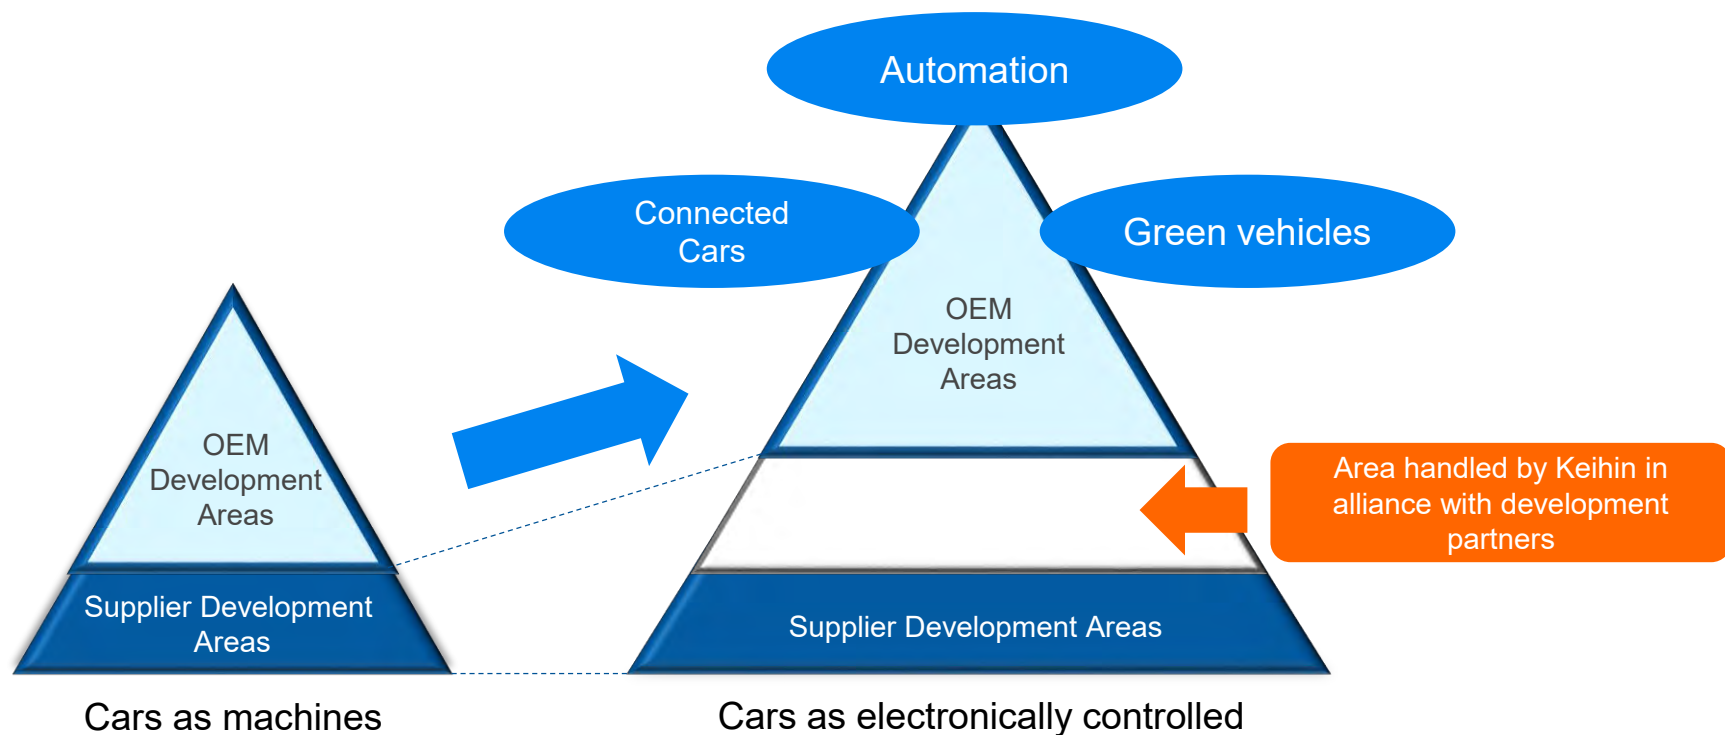 Automation
Connected
Cars
Green vehicles
OEM
Development
Areas
OEM
Development
Areas
Area handled by Keihin in
alliance with development
partners
Supplier Development
Areas
Supplier Development Areas
Cars as machines
Cars as electronically controlled